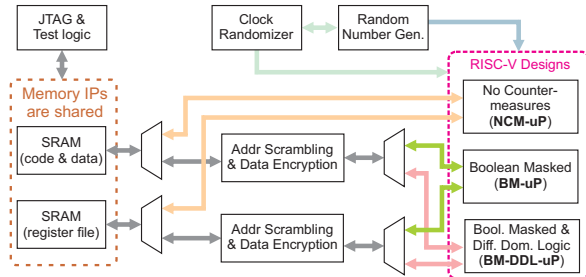 JTAG &
Test logic
Clock
Randomizer
Random
Number Gen.
RISC-V Designs
Memory IPs
are shared
No Counter-
measures
(NCM-uP)
SRAM
(code & data)
Addr Scrambling
& Data Encryption
Boolean Masked
(BM-uP)
SRAM
(register file)
Addr Scrambling
& Data Encryption
Bool. Masked &
Diff. Dom. Logic
(BM-DDL-uP)